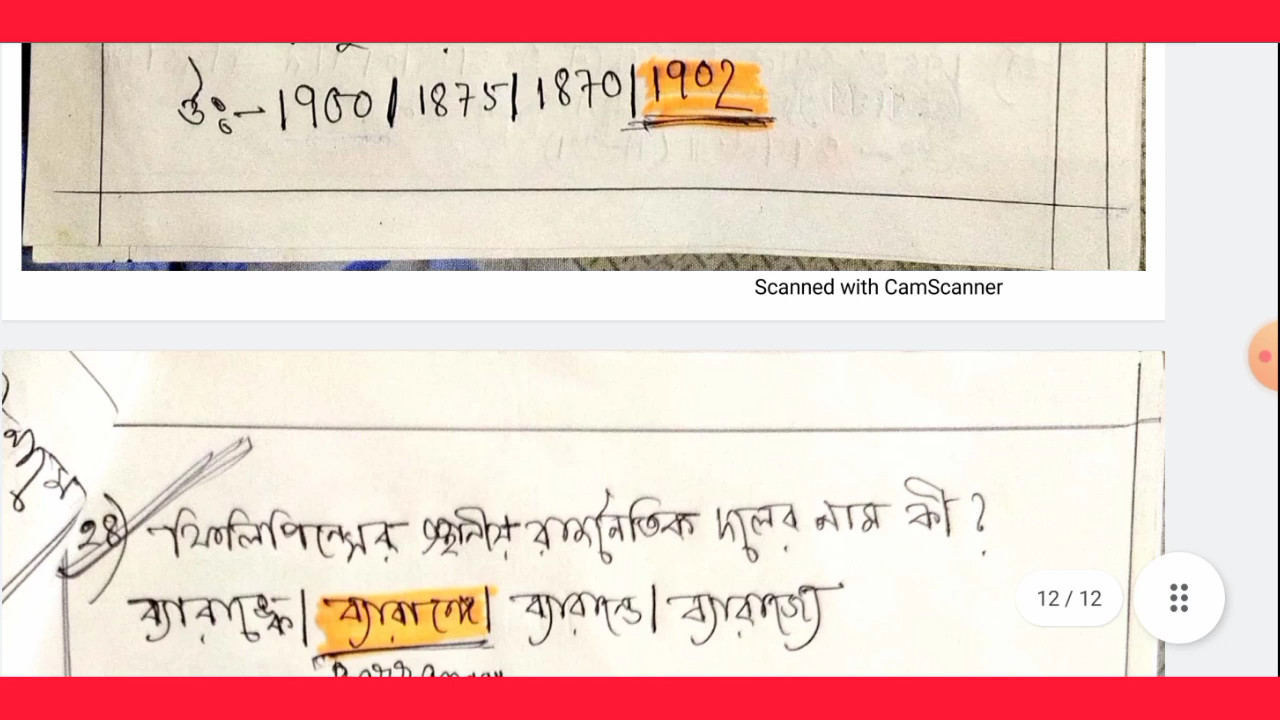 উঃ- 1900 / 1875 / 1870 / 1902
Scanned with CamScanner
২৪) ফিলিপিন্সের স্থানীয় রাজনৈতিক দলের নাম কী?
12 / 12
ব্যারাঙ্কে / ব্যারাঙ্গে / ব্যারান্ডে / ব্যারাজ্যে